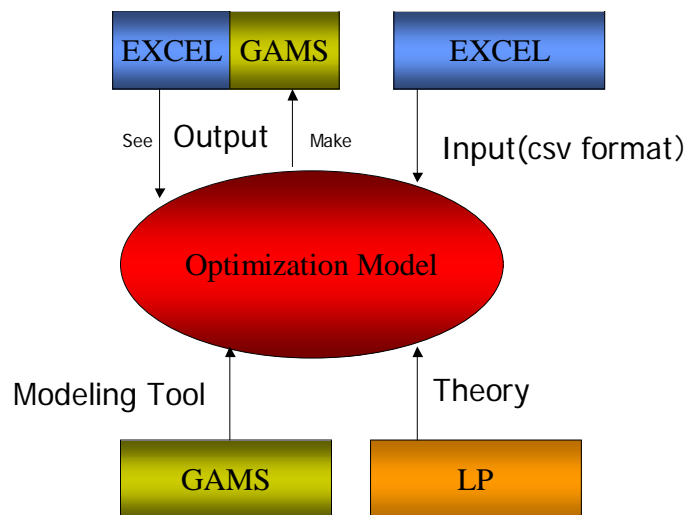 EXCEL GAMS
EXCEL
See Output Make
Input(csv format）
Optimization Model
Modeling Tool
Theory
GAMS
LP